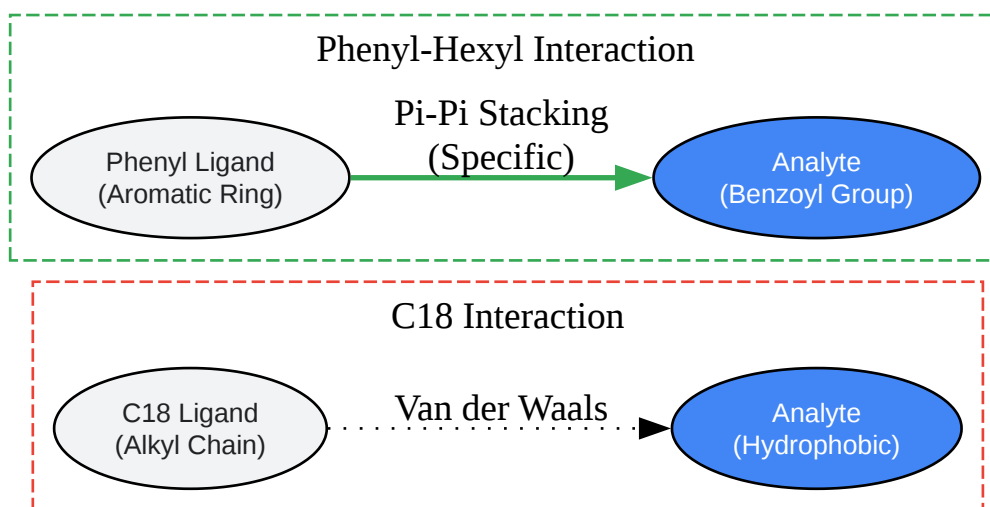 Phenyl-Hexyl Interaction
Pi-Pi Stacking
(Specific)
Phenyl Ligand
(Aromatic Ring)
Analyte
(Benzoyl Group)
C18 Interaction
C18 Ligand
(Alkyl Chain)
Van der Waals
Analyte
(Hydrophobic)